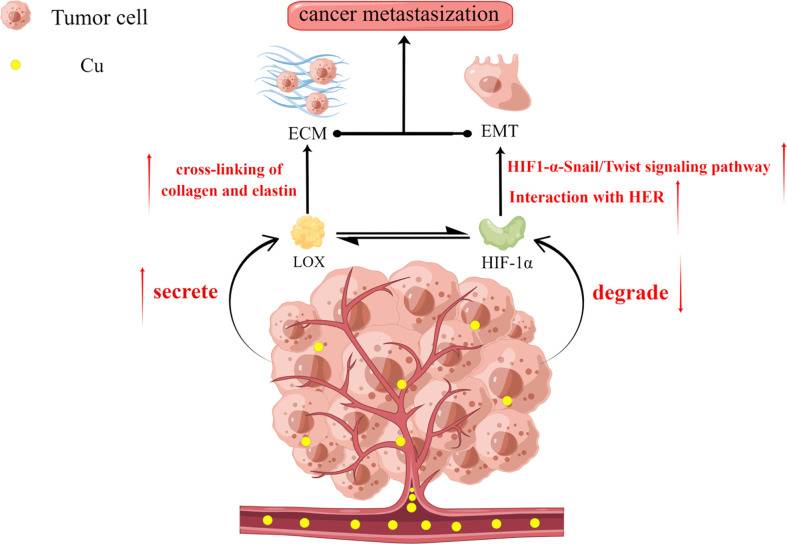 cancer metastasization
Tumor cell
Cu
ECM
EMT
cross-linking of
collagen and elastin
HIF1-α-Snail/Twist signaling pathway
Interaction with HER
LOX
HIF-1α
secrete
degrade